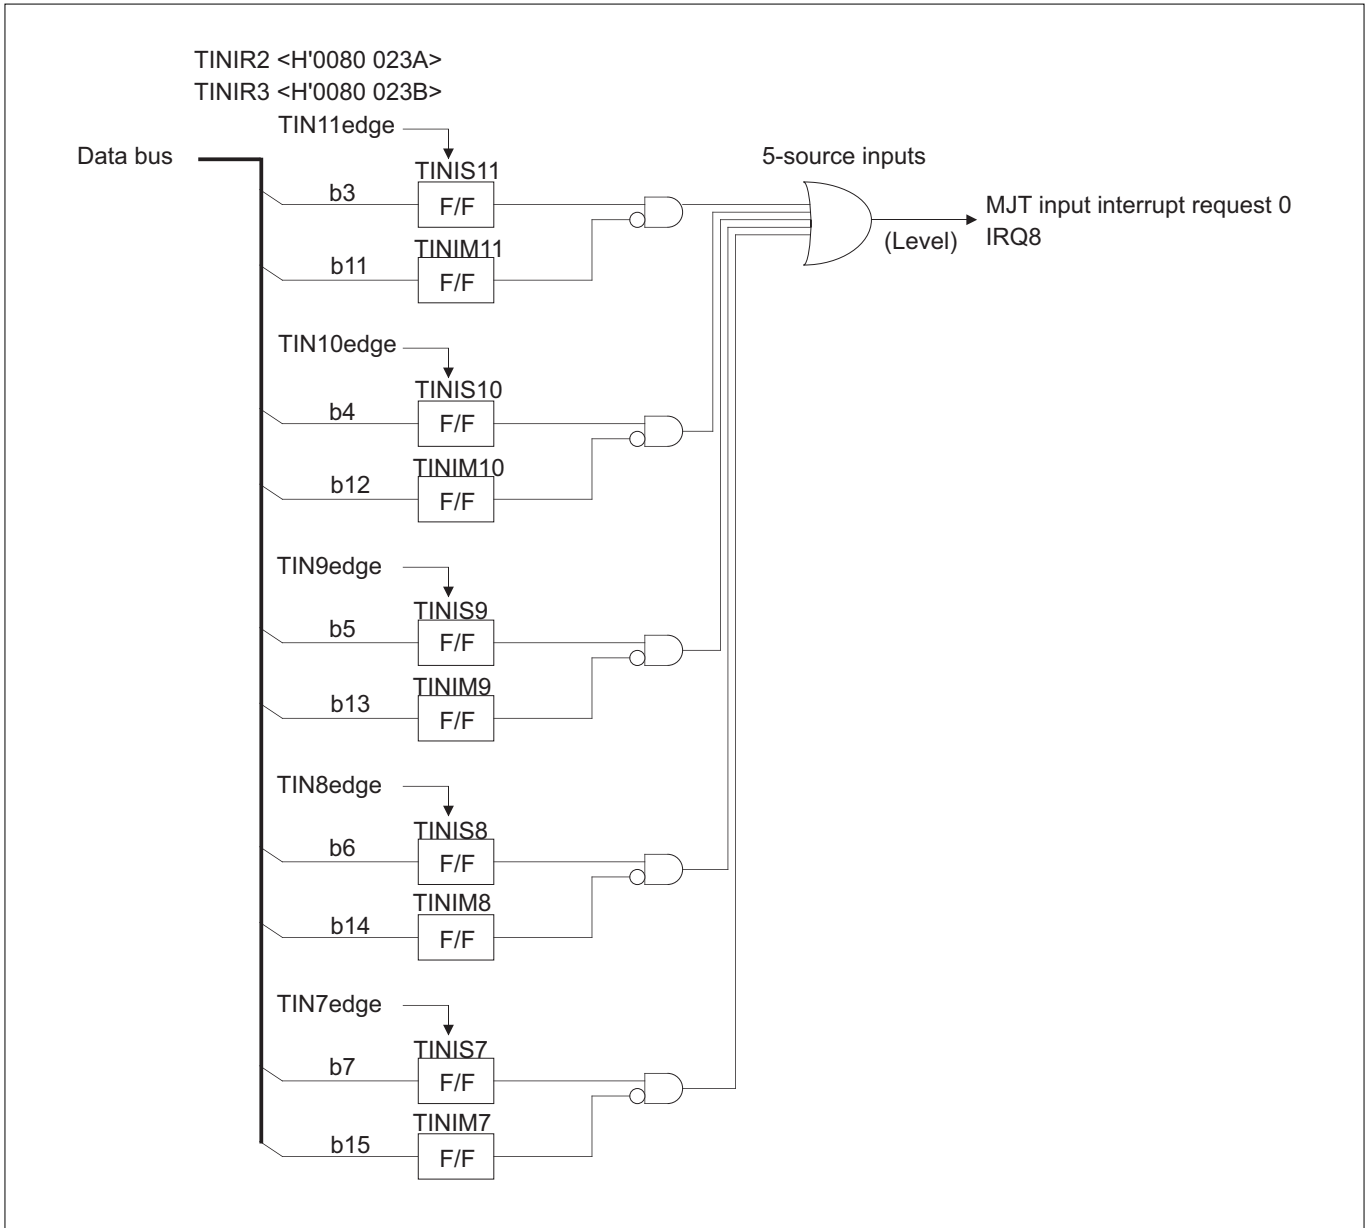 TINIR2 <H'0080 023A>
TINIR3 <H'0080 023B>
TIN11edge
Data bus
5-source inputs
TINIS11
b3
F/F
MJT input interrupt request 0
(Level)
IRQ8
TINIM11
b11
F/F
TIN10edge
TINIS10
b4
F/F
TINIM10
b12
F/F
TIN9edge
TINIS9
b5
F/F
TINIM9
b13
F/F
TIN8edge
TINIS8
b6
F/F
TINIM8
b14
F/F
TIN7edge
TINIS7
b7
F/F
TINIM7
b15
F/F